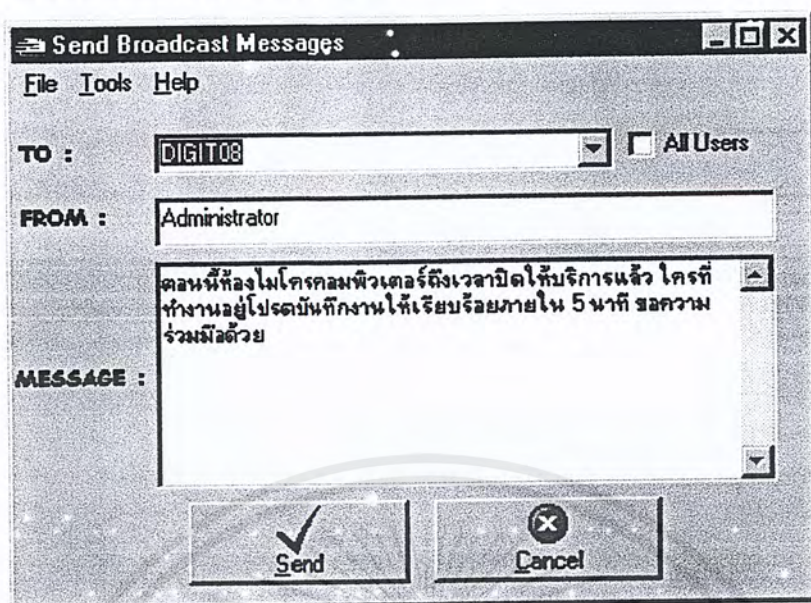 Send Broadcast Messages
File Tools Help
TO : DIGIT08 All Users
FROM : Administrator
ตอนนี้ห้องไมโครคอมพิวเตอร์ถึงเวลาปิดให้บริการแล้ว ใครที่
ทำงานอยู่โปรดบันทึกงานให้เรียบร้อยภายใน 5 นาที ขอความ
ร่วมมือด้วย
MESSAGE :
Send Cancel